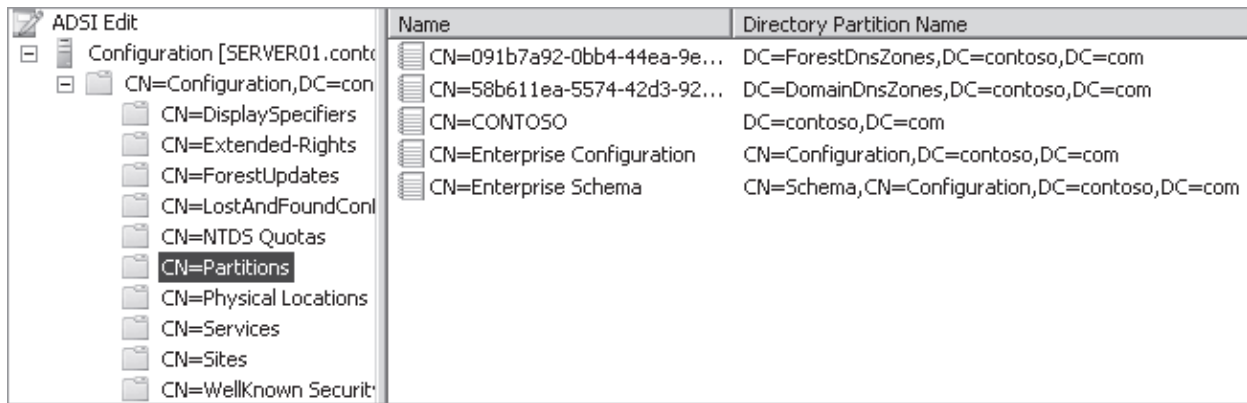 ADSI Edit
Configuration [SERVER01.conto
CN=Configuration,DC=con
CN=DisplaySpecifiers
CN=Extended-Rights
CN=ForestUpdates
CN=LostAndFoundConf
CN=NTDS Quotas
CN=Partitions
CN=Physical Locations
CN=Services
CN=Sites
CN=WellKnown Securit
Name Directory Partition Name
CN=091b7a92-0bb4-44ea-9e... DC=ForestDnsZones,DC=contoso,DC=com
CN=58b611ea-5574-42d3-92... DC=DomainDnsZones,DC=contoso,DC=com
CN=CONTOSO DC=contoso,DC=com
CN=Enterprise Configuration CN=Configuration,DC=contoso,DC=com
CN=Enterprise Schema CN=Schema,CN=Configuration,DC=contoso,DC=com